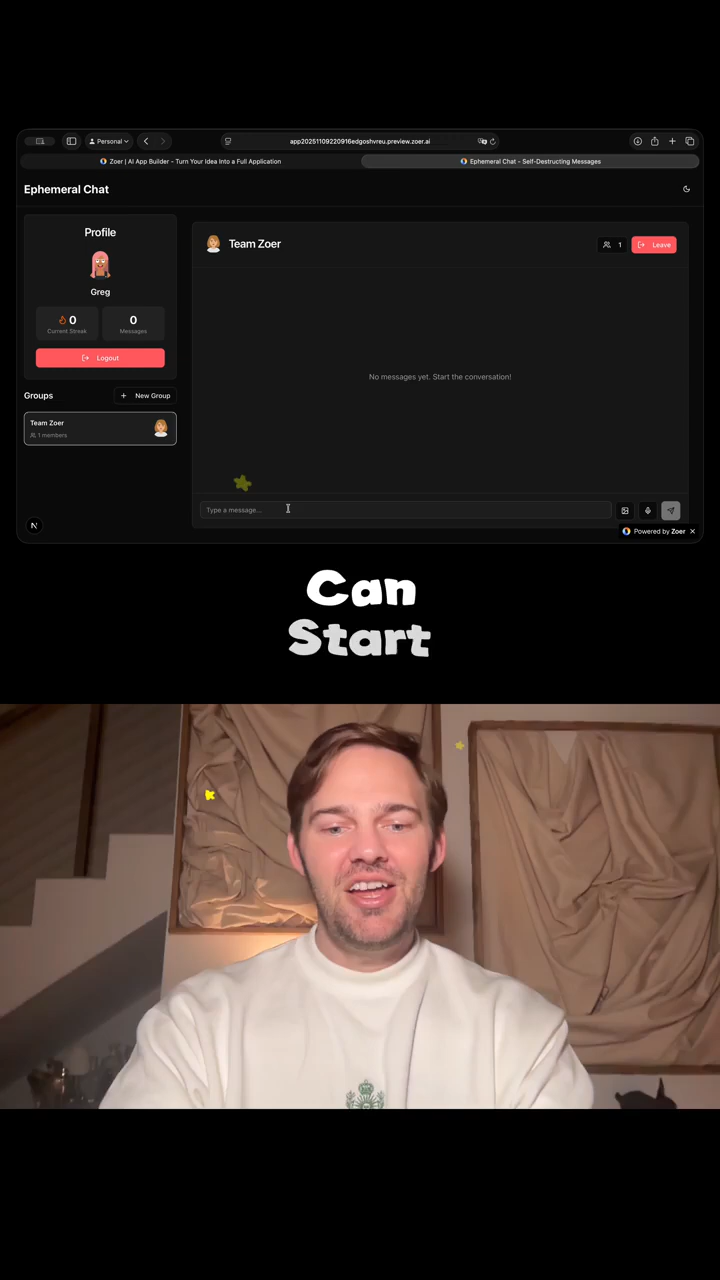 Personal
app20251109220916edgoshvreu.preview.zoer.ai
Zoer | AI App Builder - Turn Your Idea Into a Full Application
Ephemeral Chat - Self-Destructing Messages
Ephemeral Chat
Profile
Greg
0
Current Streak
0
Messages
Logout
Groups
+ New Group
Team Zoer
1 members
Team Zoer
1
Leave
No messages yet. Start the conversation!
Type a message...
N
Powered by Zoer ✕
Can
Start